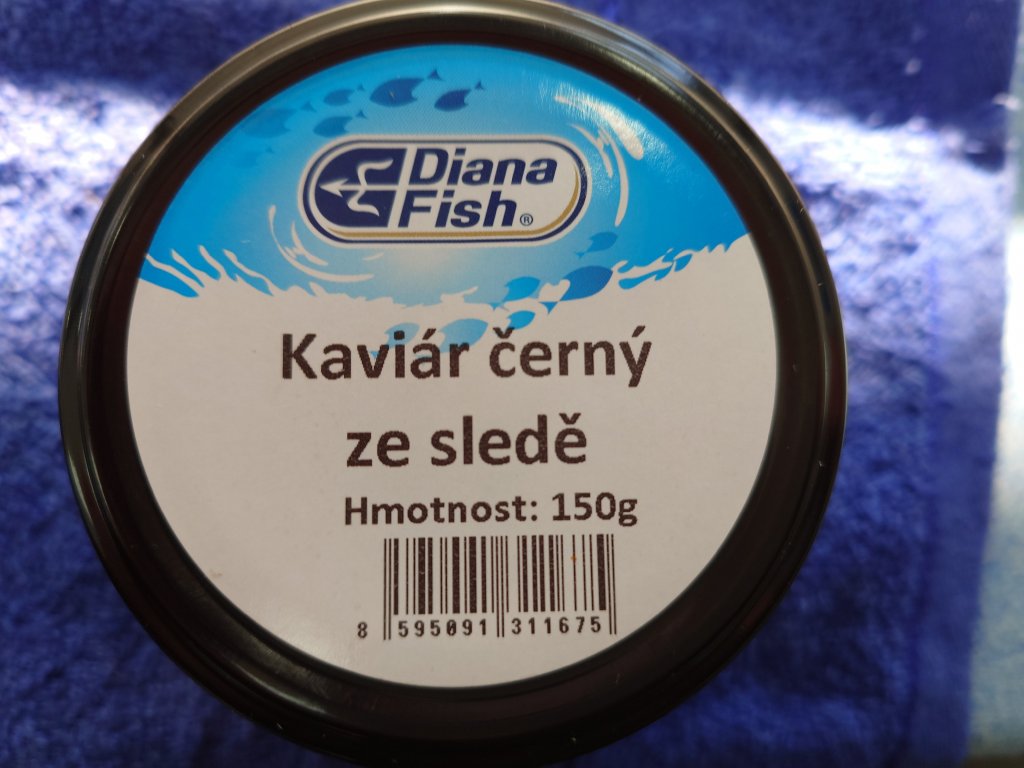 Diana
Fish®
Kaviár černý
ze sledě
Hmotnost: 150g
8 595091 311675